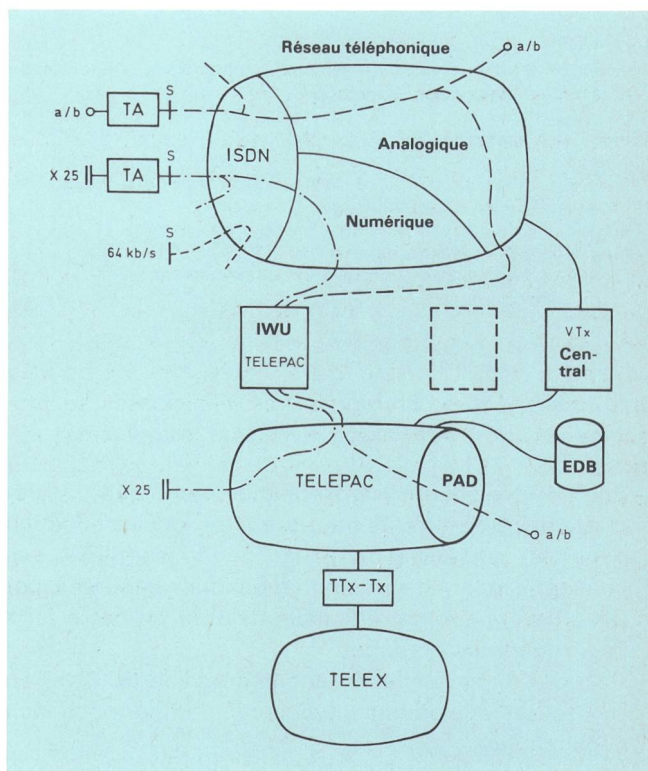 Réseau téléphonique
a/b
S
a/b
TA
Analogique
ISDN
S
X 25
TA
Numérique
S
64 kb/s
IWU
TELEPAC
VTx
Cen-
tral
TELEPAC
PAD
EDB
X 25
a/b
TTx-Tx
TELEX